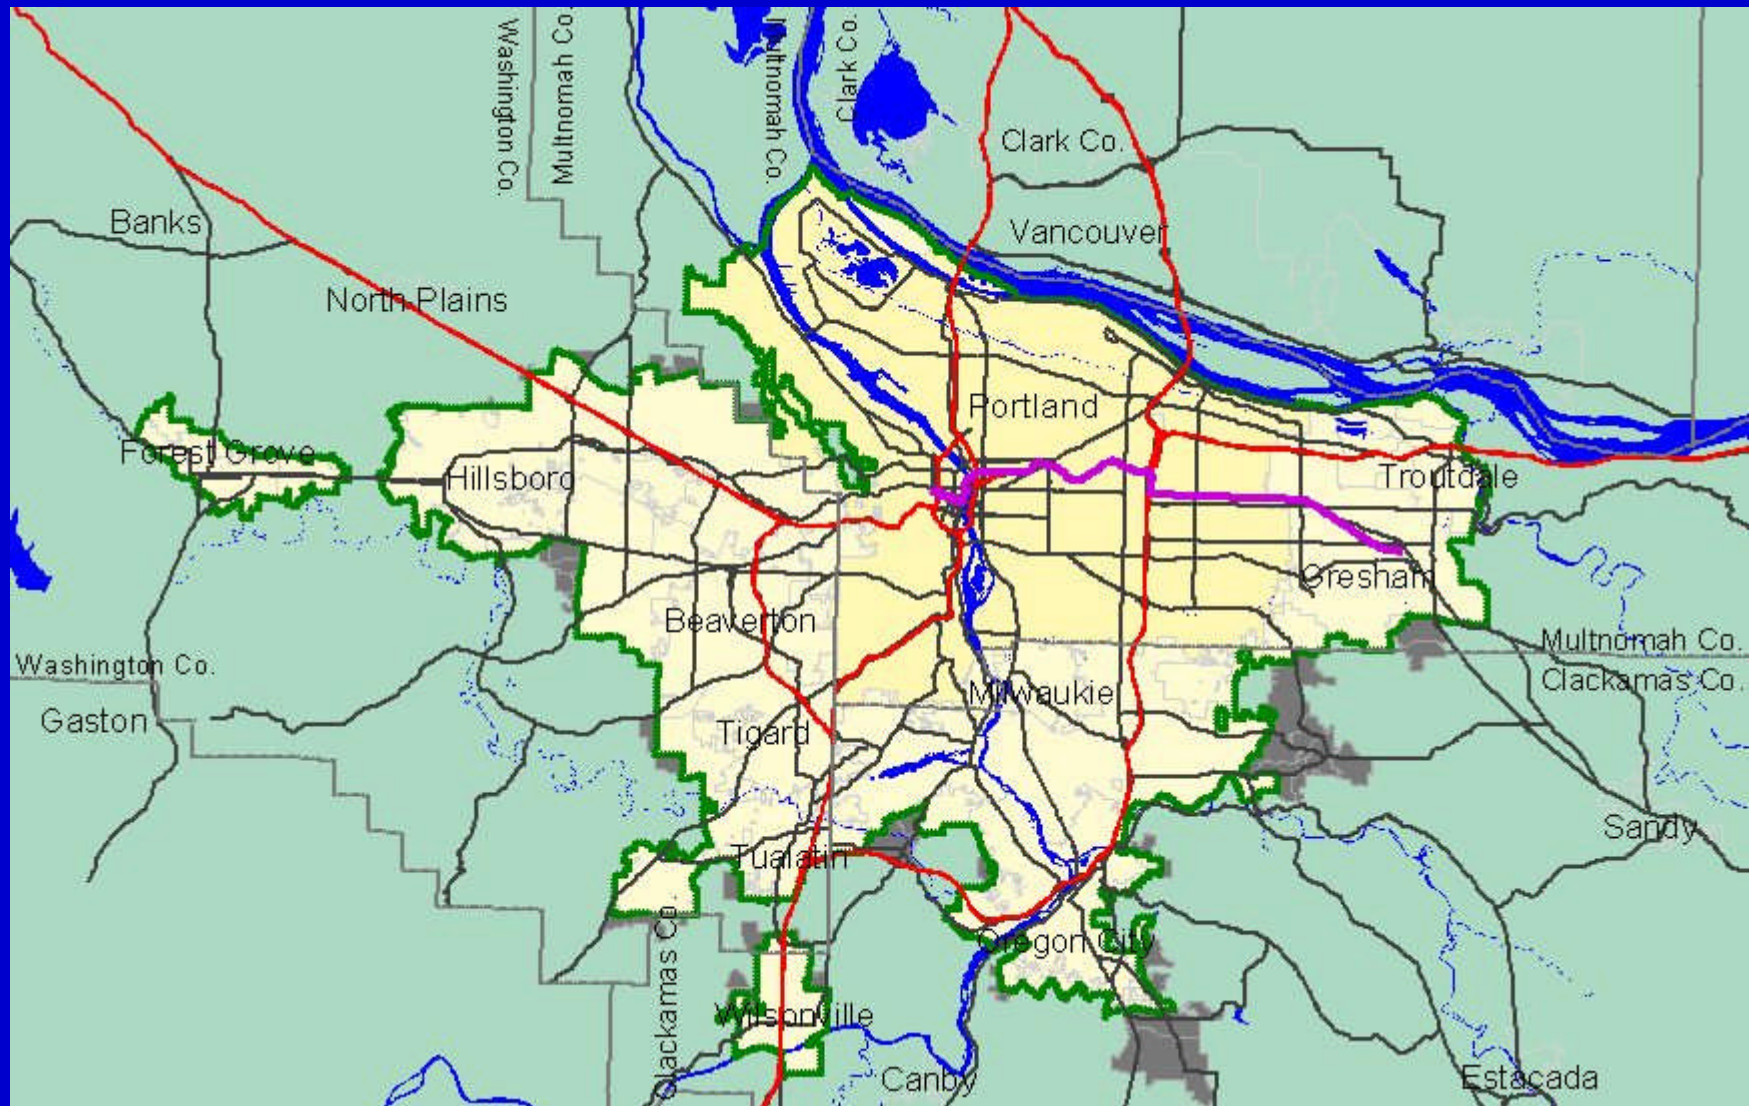 Washington Co.
Multnomah Co.
Multnomah Co.
Clark Co.
Clark Co.
Banks
Vancouver
North Plains
Portland
Forest Grove
Hillsboro
Troutdale
Gresham
Beaverton
Multnomah Co.
Washington Co.
Clackamas Co.
Milwaukie
Gaston
Tigard
Sandy
Tualatin
Oregon City
Clackamas Co.
Wilsonville
Canby
Estacada